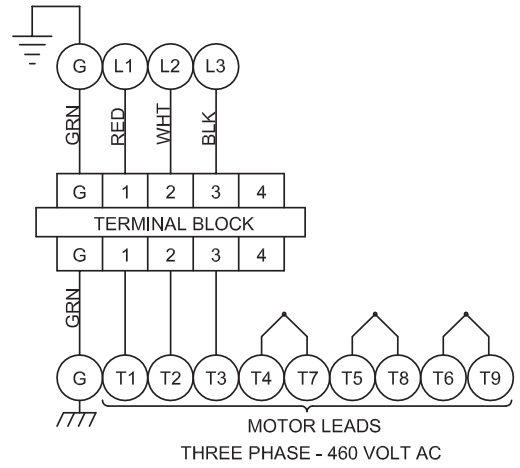 G L1 L2 L3
GRN RED WHT BLK
G 1 2 3 4
TERMINAL BLOCK
G 1 2 3 4
GRN
G T1 T2 T3 T4 T7 T5 T8 T6 T9
MOTOR LEADS
THREE PHASE - 460 VOLT AC